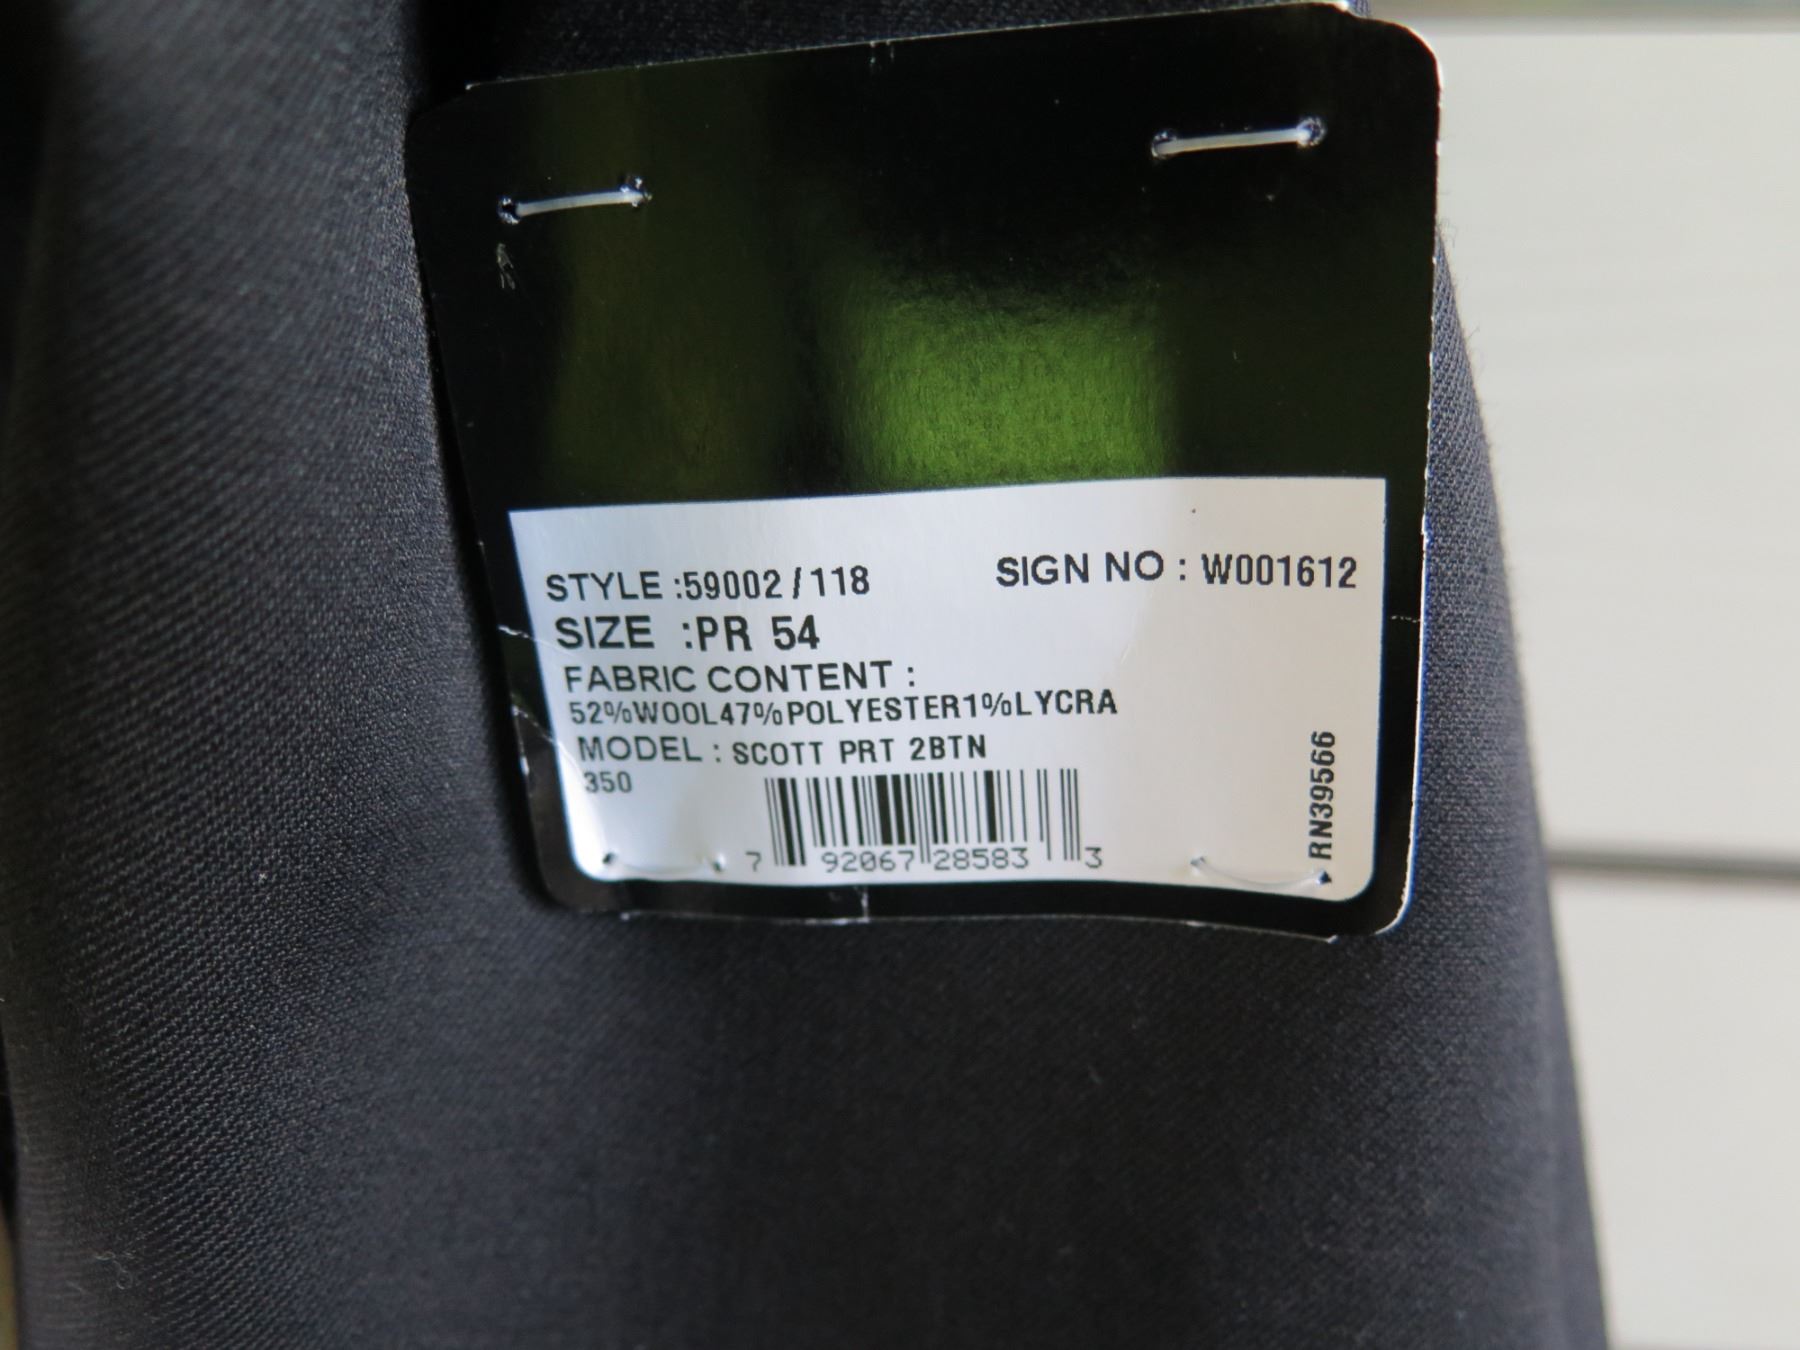 STYLE :59002/118 SIGN NO : W001612
SIZE :PR 54
FABRIC CONTENT :
52%WOOL47%POLYESTER1%LYCRA
MODEL : SCOTT PRT 2BTN
350
7 92067 28583 3
RN39566